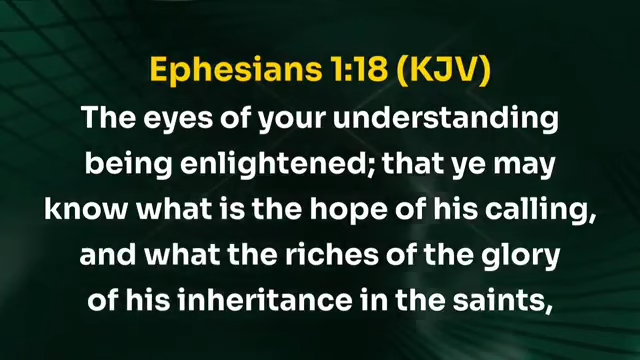 Ephesians 1:18 (KJV)
The eyes of your understanding
being enlightened; that ye may
know what is the hope of his calling,
and what the riches of the glory
of his inheritance in the saints,